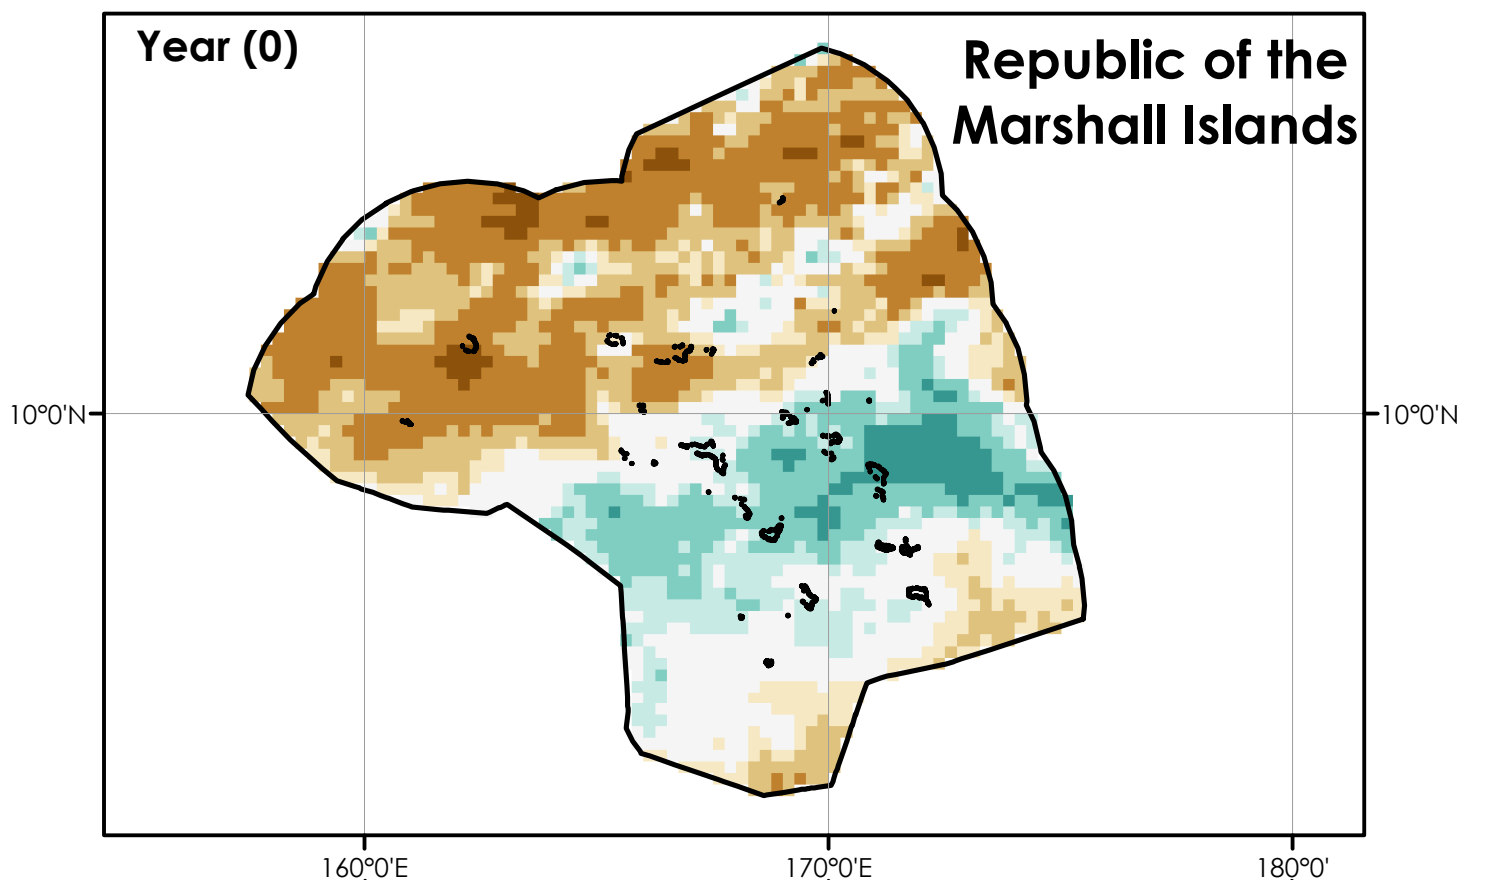 Year (0)
Republic of the
Marshall Islands
10°0'N
10°0'N
160°0'E
170°0'E
180°0'